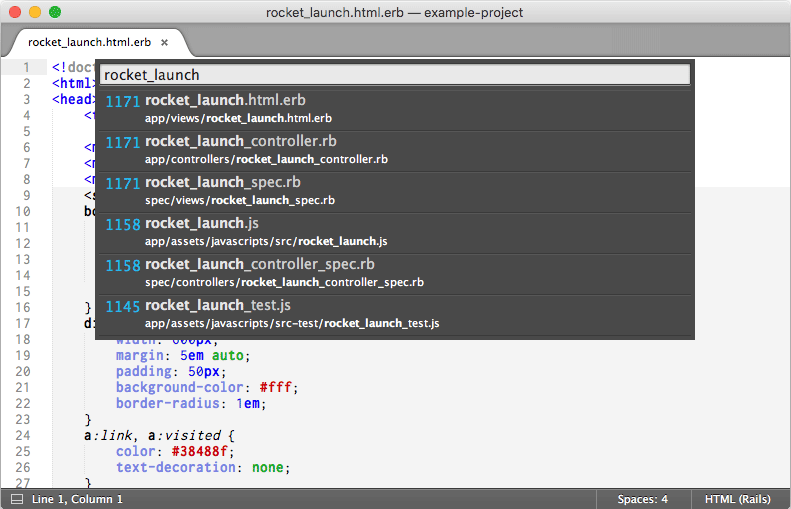 rocket_launch.html.erb — example-project
rocket_launch.html.erb ×
rocket_launch
1171 rocket_launch.html.erb
app/views/rocket_launch.html.erb
1171 rocket_launch_controller.rb
app/controllers/rocket_launch_controller.rb
1171 rocket_launch_spec.rb
spec/views/rocket_launch_spec.rb
1158 rocket_launch.js
app/assets/javascripts/src/rocket_launch.js
1158 rocket_launch_controller_spec.rb
spec/controllers/rocket_launch_controller_spec.rb
1145 rocket_launch_test.js
app/assets/javascripts/src-test/rocket_launch_test.js
1 <!doct
2 <html>
3 <head>
4 <
5
6 <
7 <
8 <
9 <
10 bo
11
12
13
14
15
16 }
17 d
18 width: 600px;
19 margin: 5em auto;
20 padding: 50px;
21 background-color: #fff;
22 border-radius: 1em;
23 }
24 a:link, a:visited {
25 color: #38488f;
26 text-decoration: none;
27 }
Line 1, Column 1
Spaces: 4
HTML (Rails)